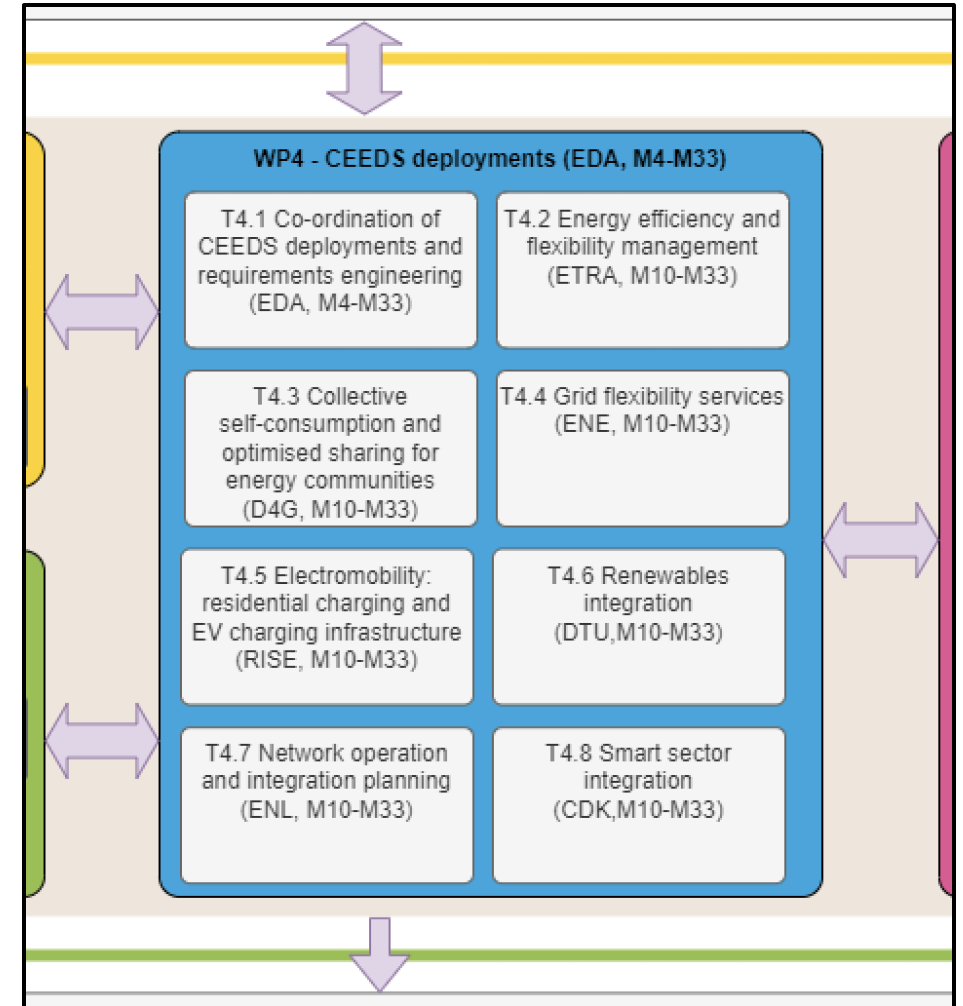 WP4 - CEEDS deployments (EDA, M4-M33)
T4.1 Co-ordination of
CEEDS deployments and
requirements engineering
(EDA, M4-M33)
T4.2 Energy efficiency and
flexibility management
(ETRA, M10-M33)
T4.3 Collective
self-consumption and
optimised sharing for
energy communities
(D4G, M10-M33)
T4.4 Grid flexibility services
(ENE, M10-M33)
T4.5 Electromobility:
residential charging and
EV charging infrastructure
(RISE, M10-M33)
T4.6 Renewables
integration
(DTU,M10-M33)
T4.7 Network operation
and integration planning
(ENL, M10-M33)
T4.8 Smart sector
integration
(CDK,M10-M33)